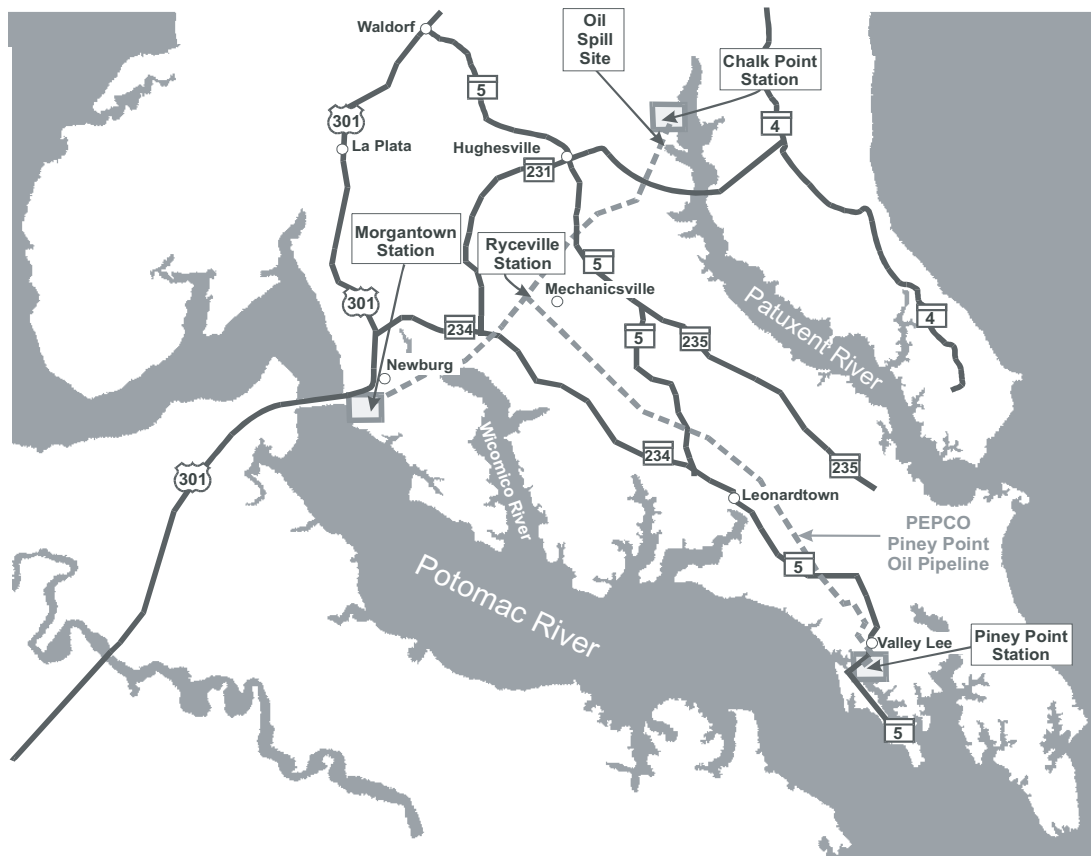 Waldorf
Oil
Spill
Site
Chalk Point
Station
5
301
4
La Plata
Hughesville
231
Morgantown
Station
Ryceville
Station
5
Mechanicsville
301
234
5
235
Patuxent River
4
Newburg
Wicomico River
234
235
301
Leonardtown
PEPCO
Piney Point
Oil Pipeline
5
Potomac River
Valley Lee
Piney Point
Station
5